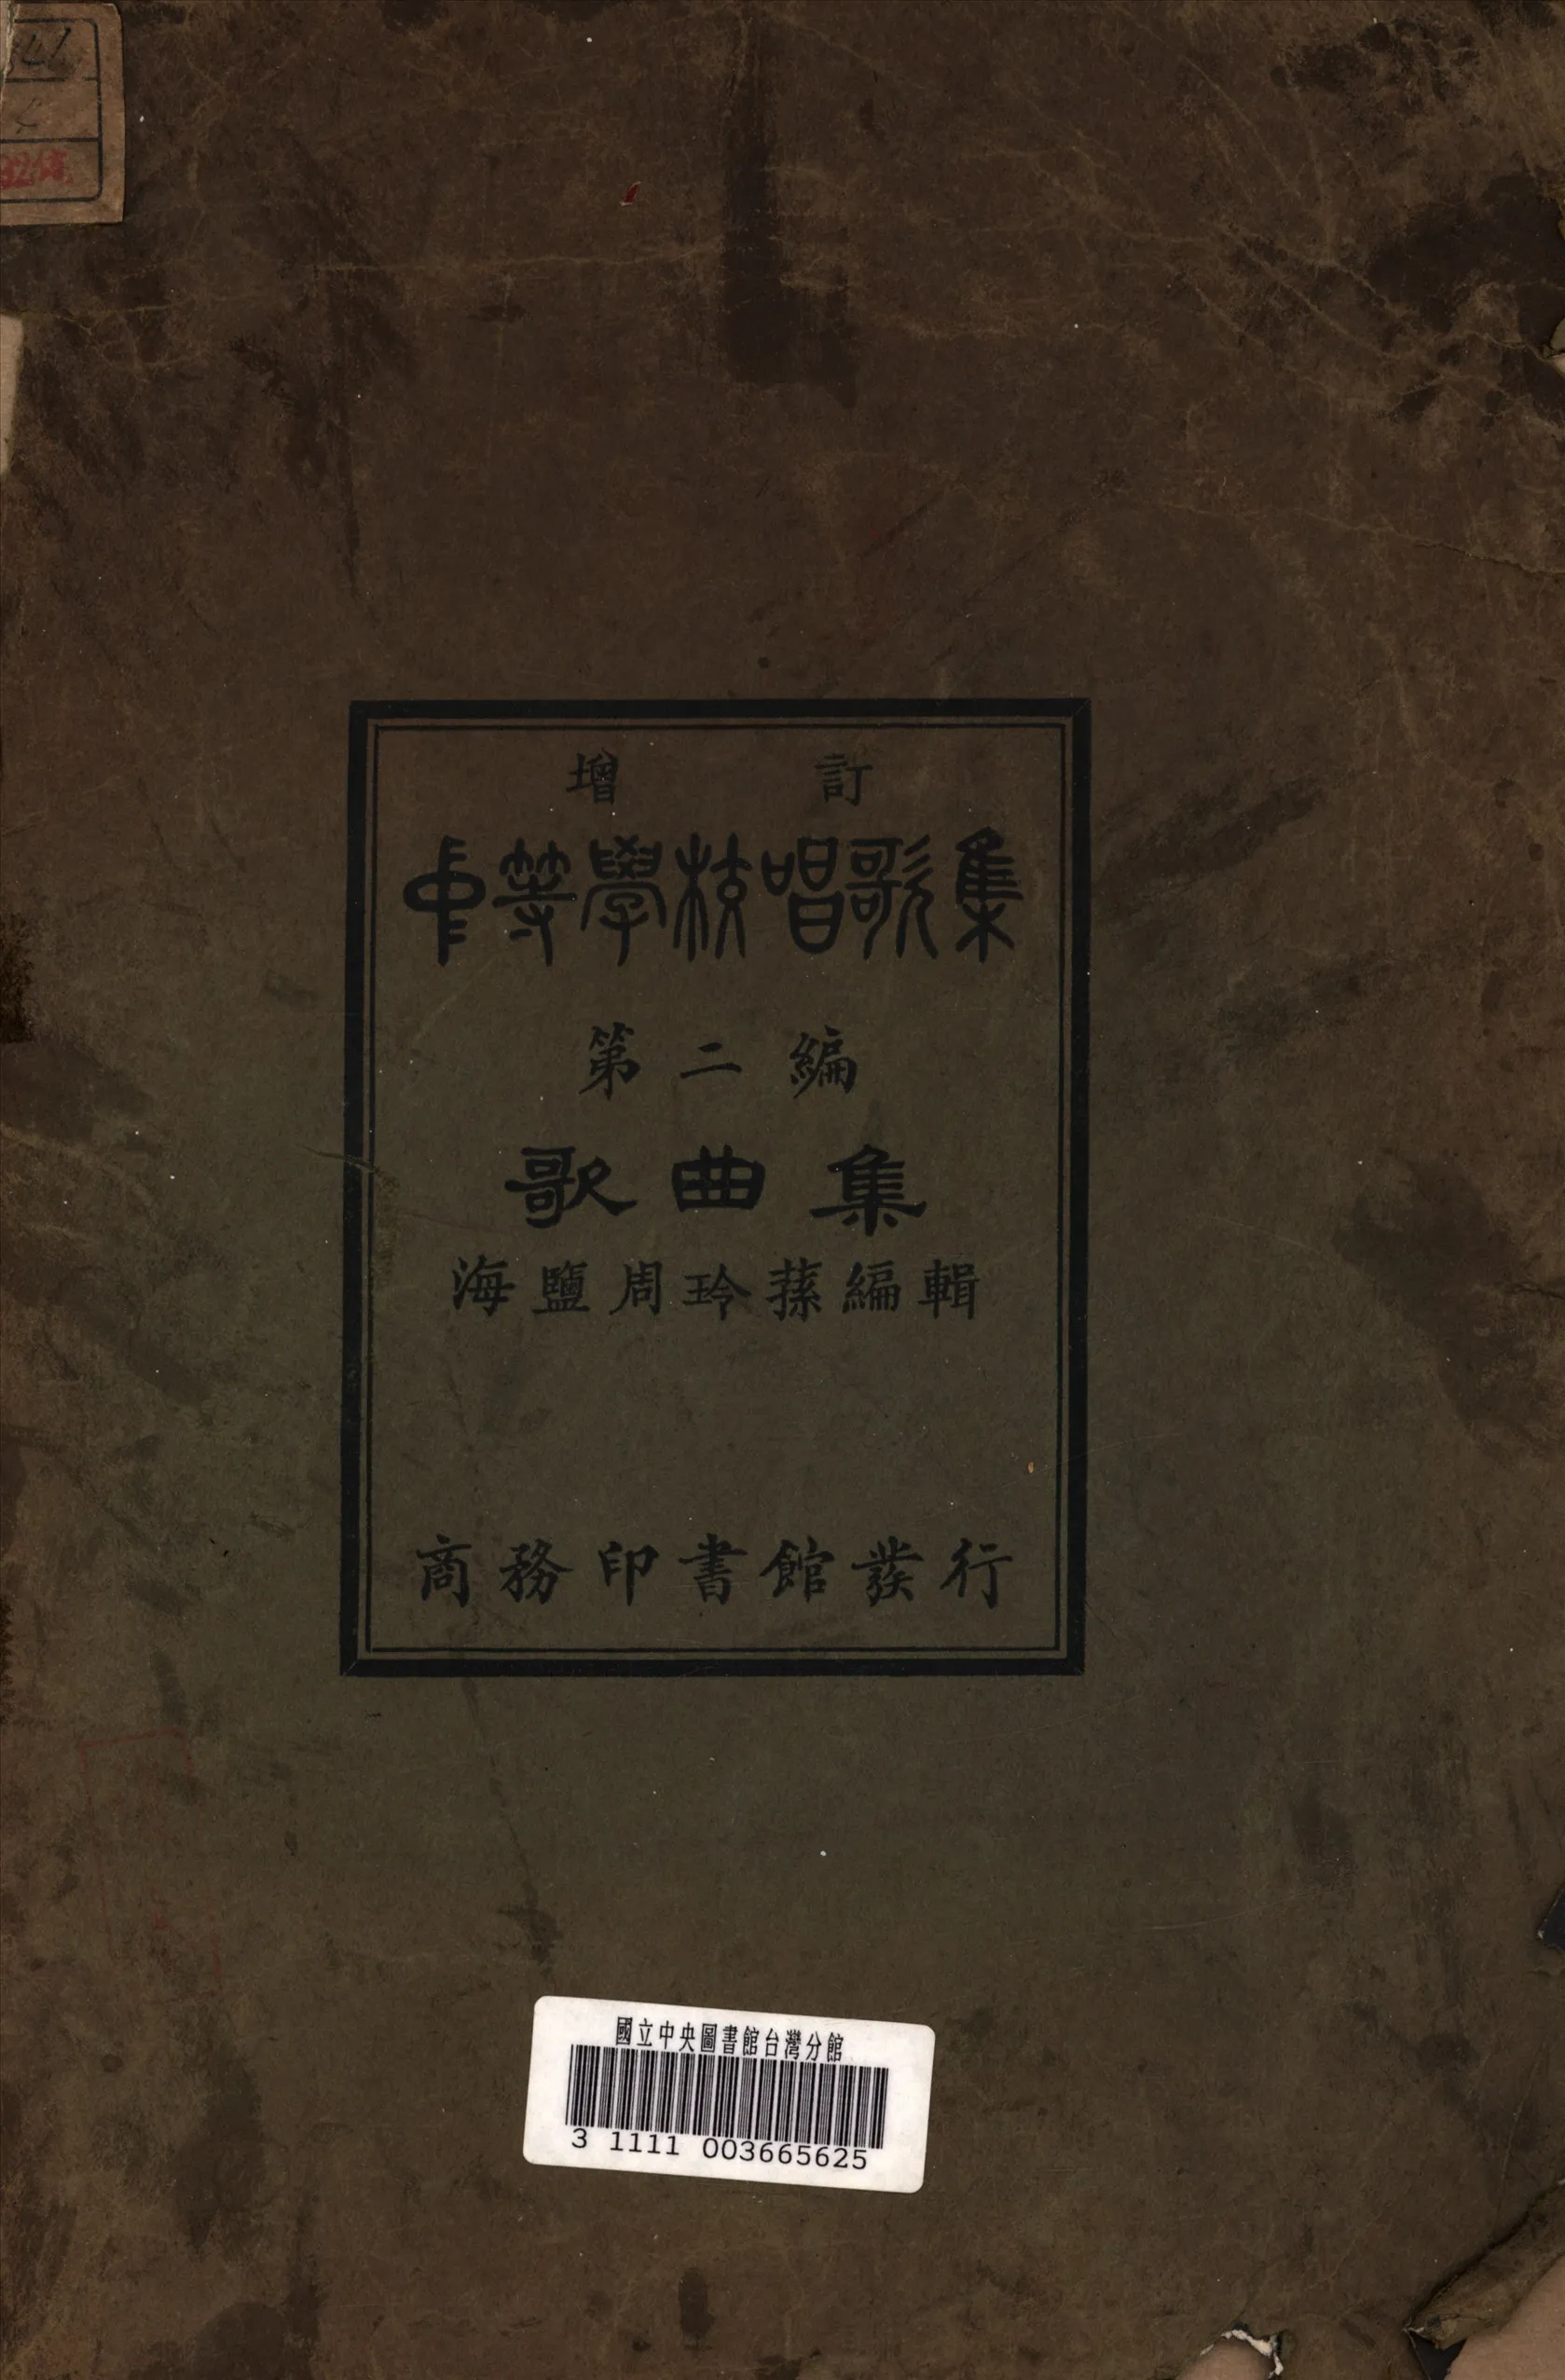 增訂
中等學校唱歌集
第二編
歌曲集
海鹽周玲蓀編輯
商務印書館發行
國立中央圖書館台灣分館
3 1111 003665625